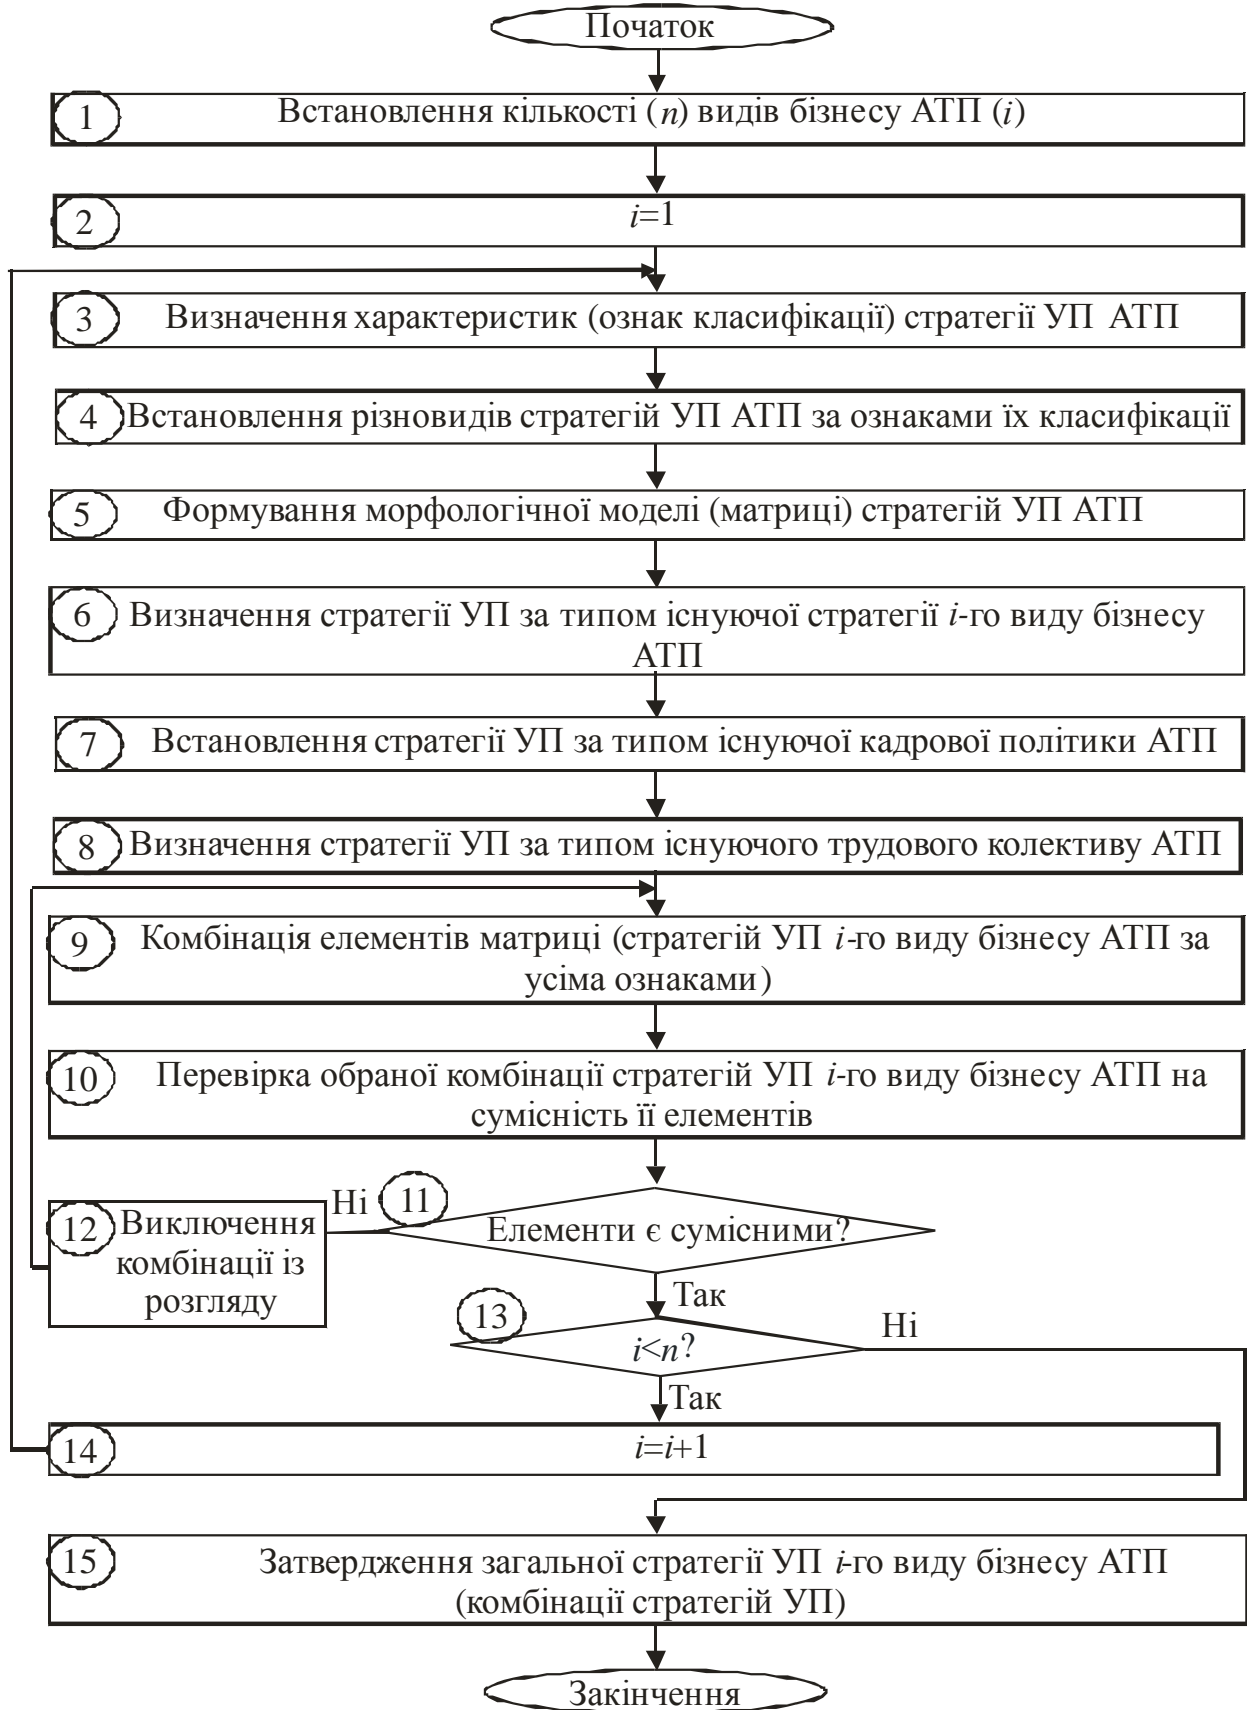 Початок
1 Встановлення кількості (n) видів бізнесу АТП (i)
2 i=1
3 Визначення характеристик (ознак класифікації) стратегії УП АТП
4 Встановлення різновидів стратегій УП АТП за ознаками їх класифікації
5 Формування морфологічної моделі (матриці) стратегій УП АТП
6 Визначення стратегії УП за типом існуючої стратегії i-го виду бізнесу
АТП
7 Встановлення стратегії УП за типом існуючої кадрової політики АТП
8 Визначення стратегії УП за типом існуючого трудового колективу АТП
9 Комбінація елементів матриці (стратегій УП i-го виду бізнесу АТП за
усіма ознаками)
10 Перевірка обраної комбінації стратегій УП i-го виду бізнесу АТП на
сумісність її елементів
Ні 11
Елементи є сумісними?
12 Виключення
комбінації із
розгляду
Так
13
Ні
i<n?
Так
14 i=i+1
15 Затвердження загальної стратегії УП i-го виду бізнесу АТП
(комбінації стратегій УП)
Закінчення